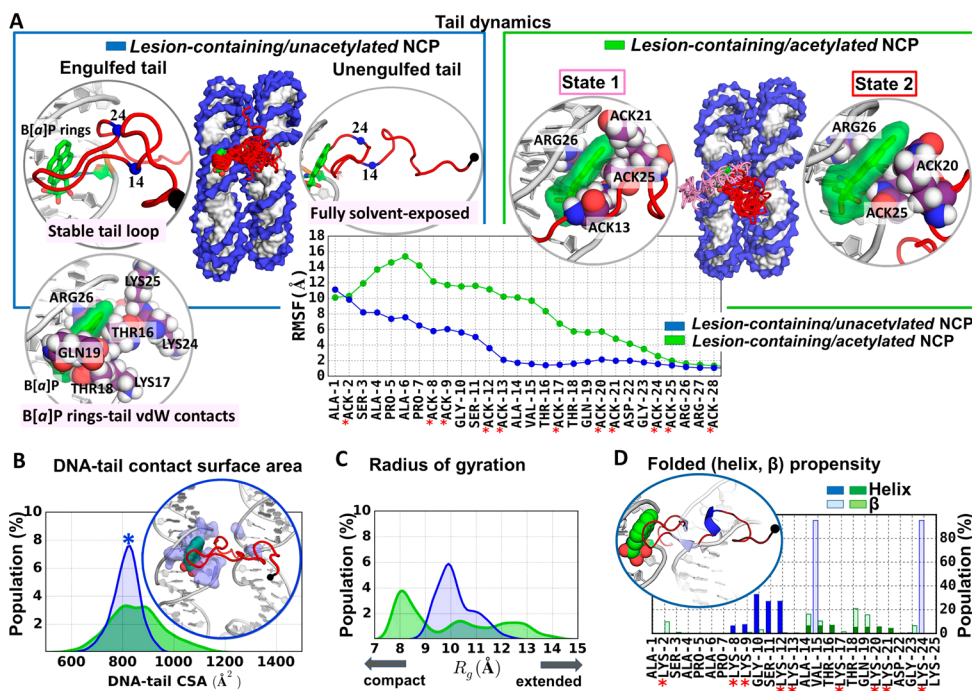 A
Tail dynamics
Lesion-containing/unacetylated NCP
Lesion-containing/acetylated NCP
Engulfed tail
Unengulfed tail
State 1
State 2
24
B[a]P rings
14
Stable tail loop
24
14
Fully solvent-exposed
ACK21
ARG26
ACK25
ACK13
ARG26
ACK20
ACK25
LYS25
ARG26
THR16
GLN19
LYS24
B[a]P
THR18
LYS17
B[a]P rings-tail vdW contacts
RMSF (Å)
18
16
14
12
10
8
6
4
2
0
Lesion-containing/unacetylated NCP
Lesion-containing/acetylated NCP
ALA-1
*ACK-2
SER-3
ALA-4
PRO-5
ALA-6
PRO-7
*ACK-8
*ACK-9
GLY-10
SER-11
*ACK-12
*ACK-13
ALA-14
VAL-15
THR-16
*ACK-17
THR-18
GLN-19
*ACK-20
*ACK-21
ASP-22
GLY-23
*ACK-24
*ACK-25
ARG-26
ARG-27
*ACK-28
B
DNA-tail contact surface area
Population (%)
10
8
6
4
2
*
600
800
1000
1200
1400
DNA-tail CSA (Å²)
C
Radius of gyration
Population (%)
10
8
6
4
2
7
8
9
10
11
12
13
14
15
Rg (Å)
compact
extended
D
Folded (helix, β) propensity
Helix
β
Population (%)
10
8
6
4
2
80
60
40
20
0
Population (%)
ALA-1
*LYS-2
SER-3
ALA-4
PRO-5
ALA-6
PRO-7
*LYS-8
*LYS-9
GLY-10
SER-11
*LYS-12
*LYS-13
ALA-14
VAL-15
THR-16
GLN-19
*LYS-20
*LYS-21
ASP-22
GLY-23
*LYS-24
LYS-25